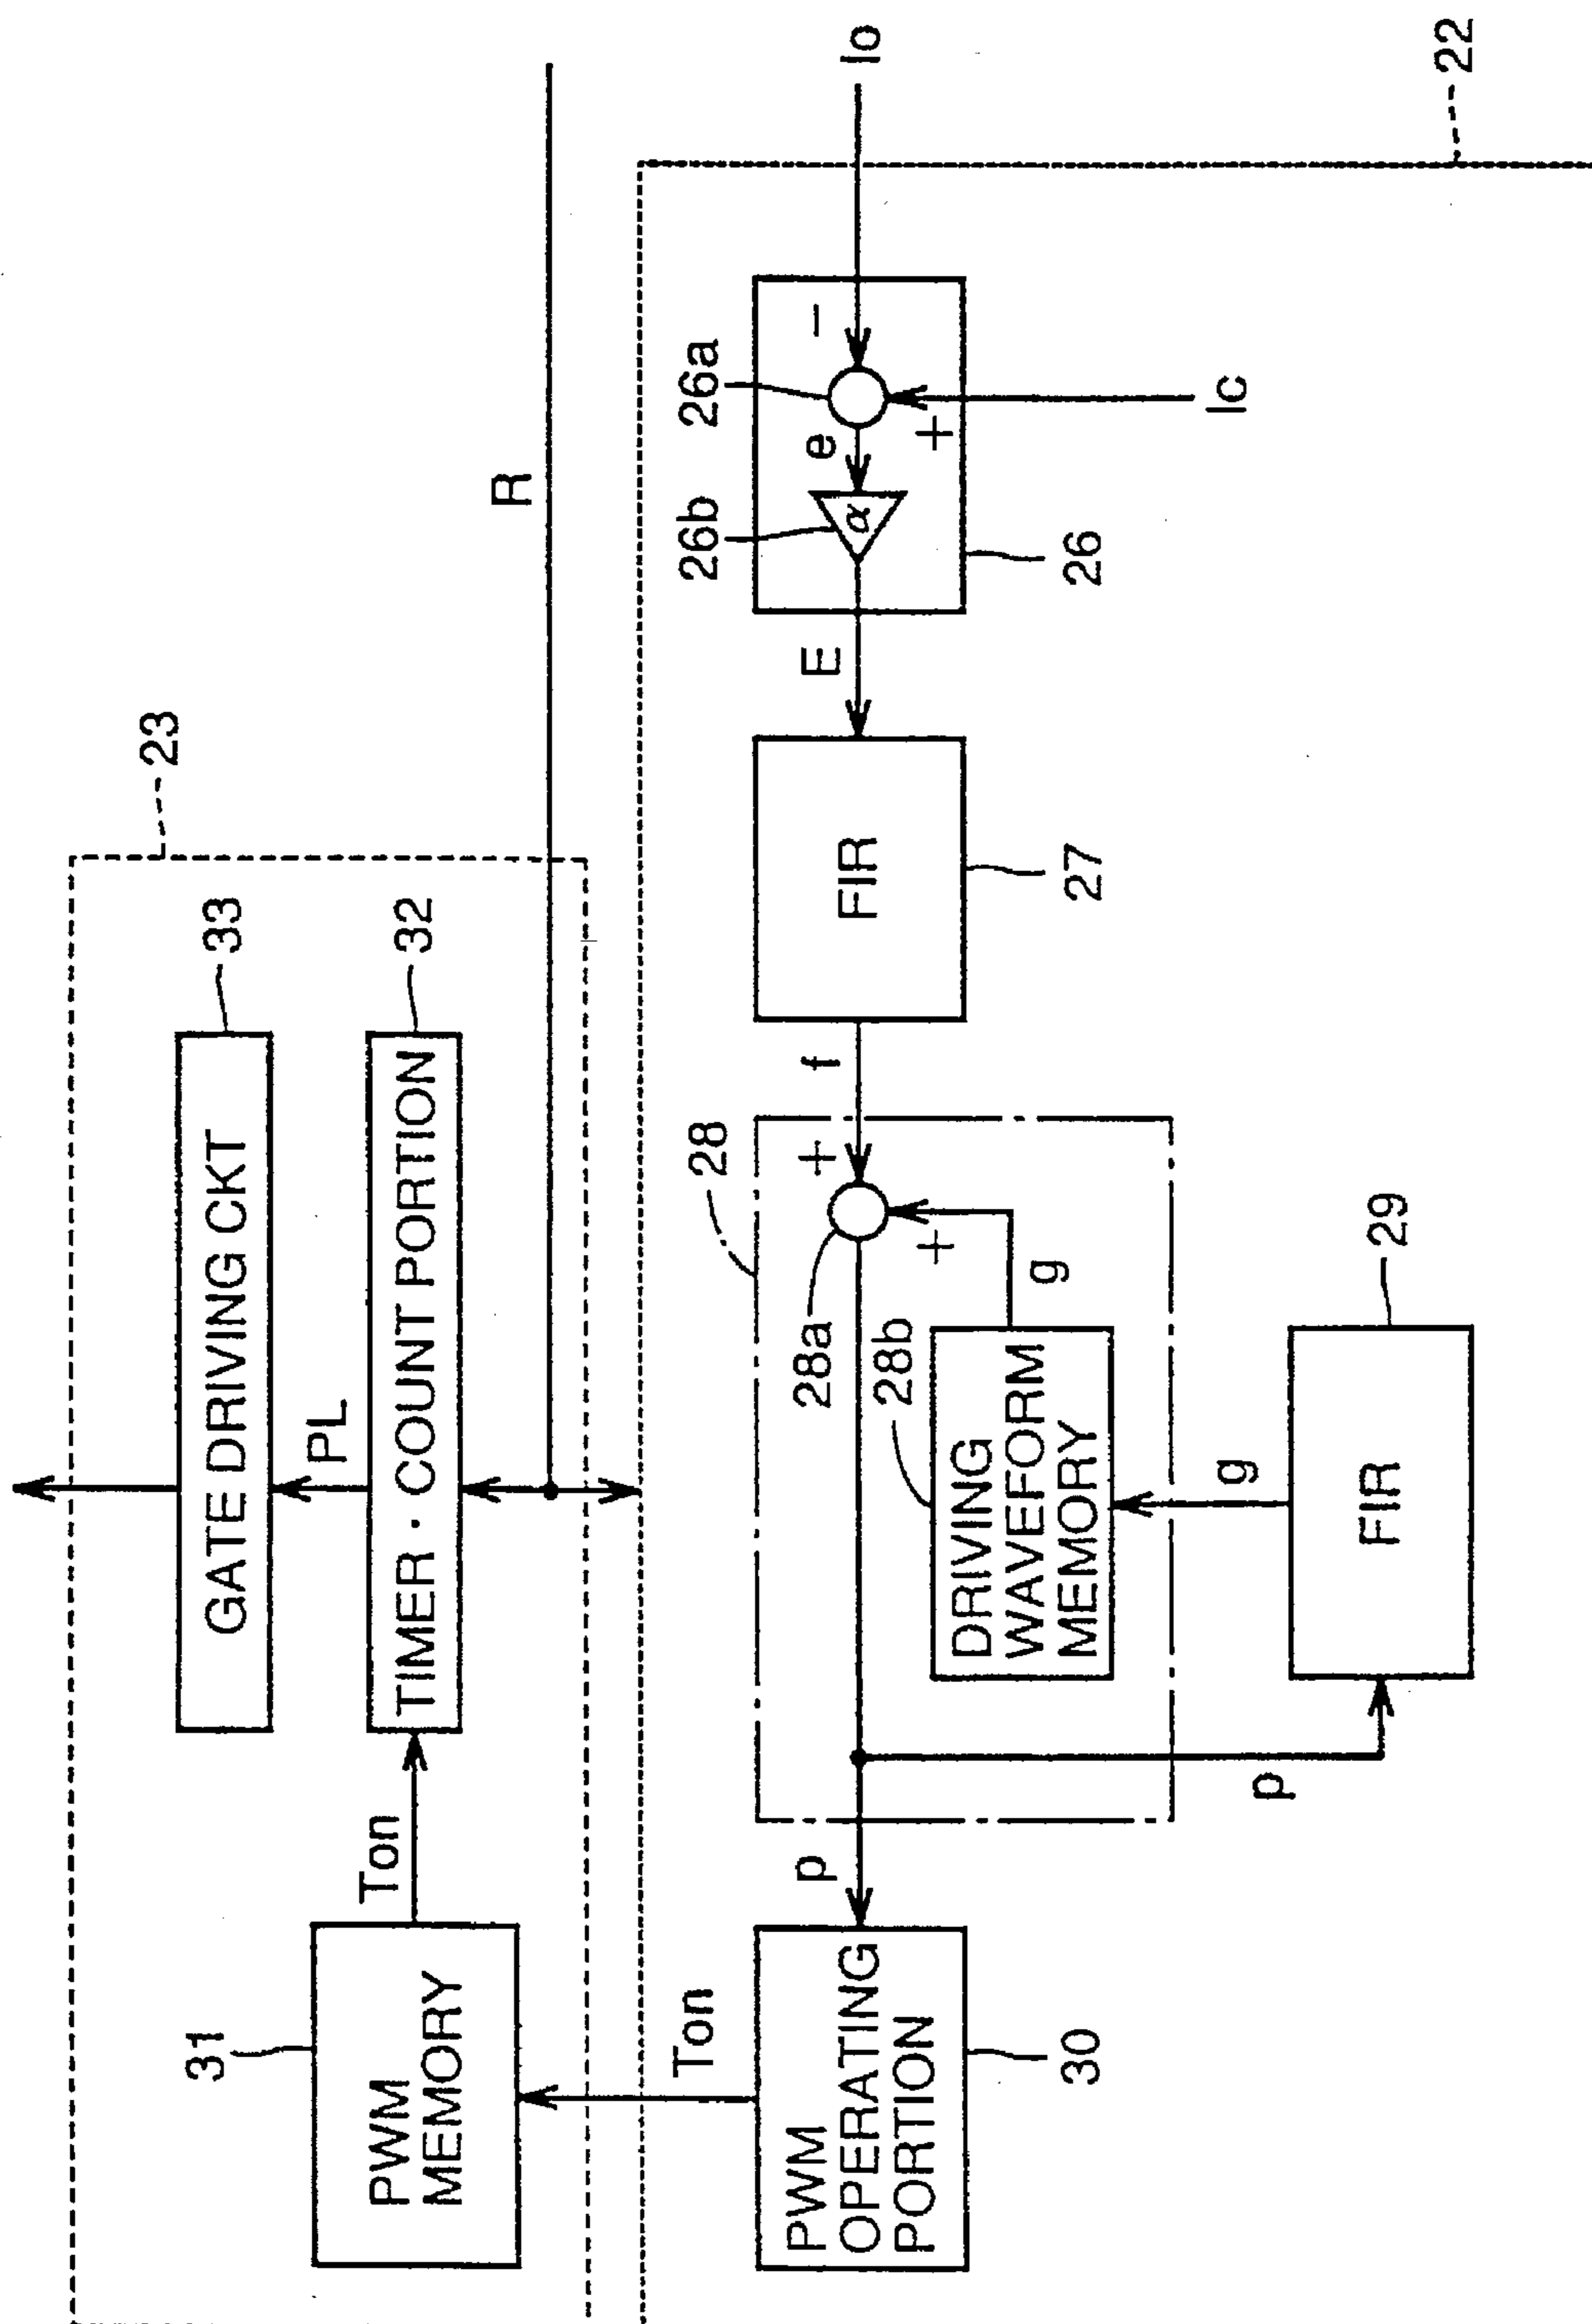 23
31
GATE DRIVING CKT
33
PL
Ton
PWM
MEMORY
TIMER · COUNT PORTION
32
R
Ton
28
26b
26a
p
28a
+
f
E
e
−
PWM
OPERATING
PORTION
28b
FIR
α
Io
+
+
DRIVING
WAVEFORM
MEMORY
g
30
27
26
Ic
p
g
FIR
29
22